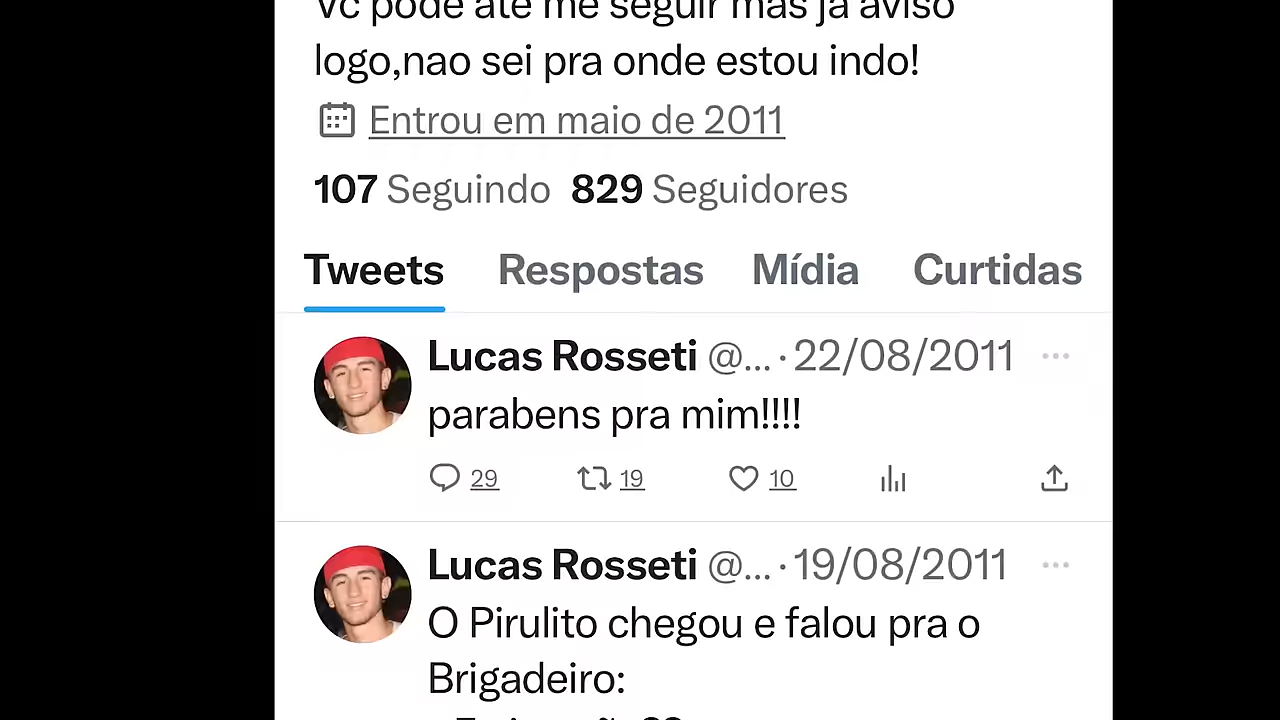 Vc pode até me seguir mas já aviso
logo,nao sei pra onde estou indo!
Entrou em maio de 2011
107 Seguindo 829 Seguidores
Tweets Respostas Mídia Curtidas
Lucas Rosseti @... · 22/08/2011 ...
parabens pra mim!!!!
29 19 10
Lucas Rosseti @... · 19/08/2011 ...
O Pirulito chegou e falou pra o
Brigadeiro: